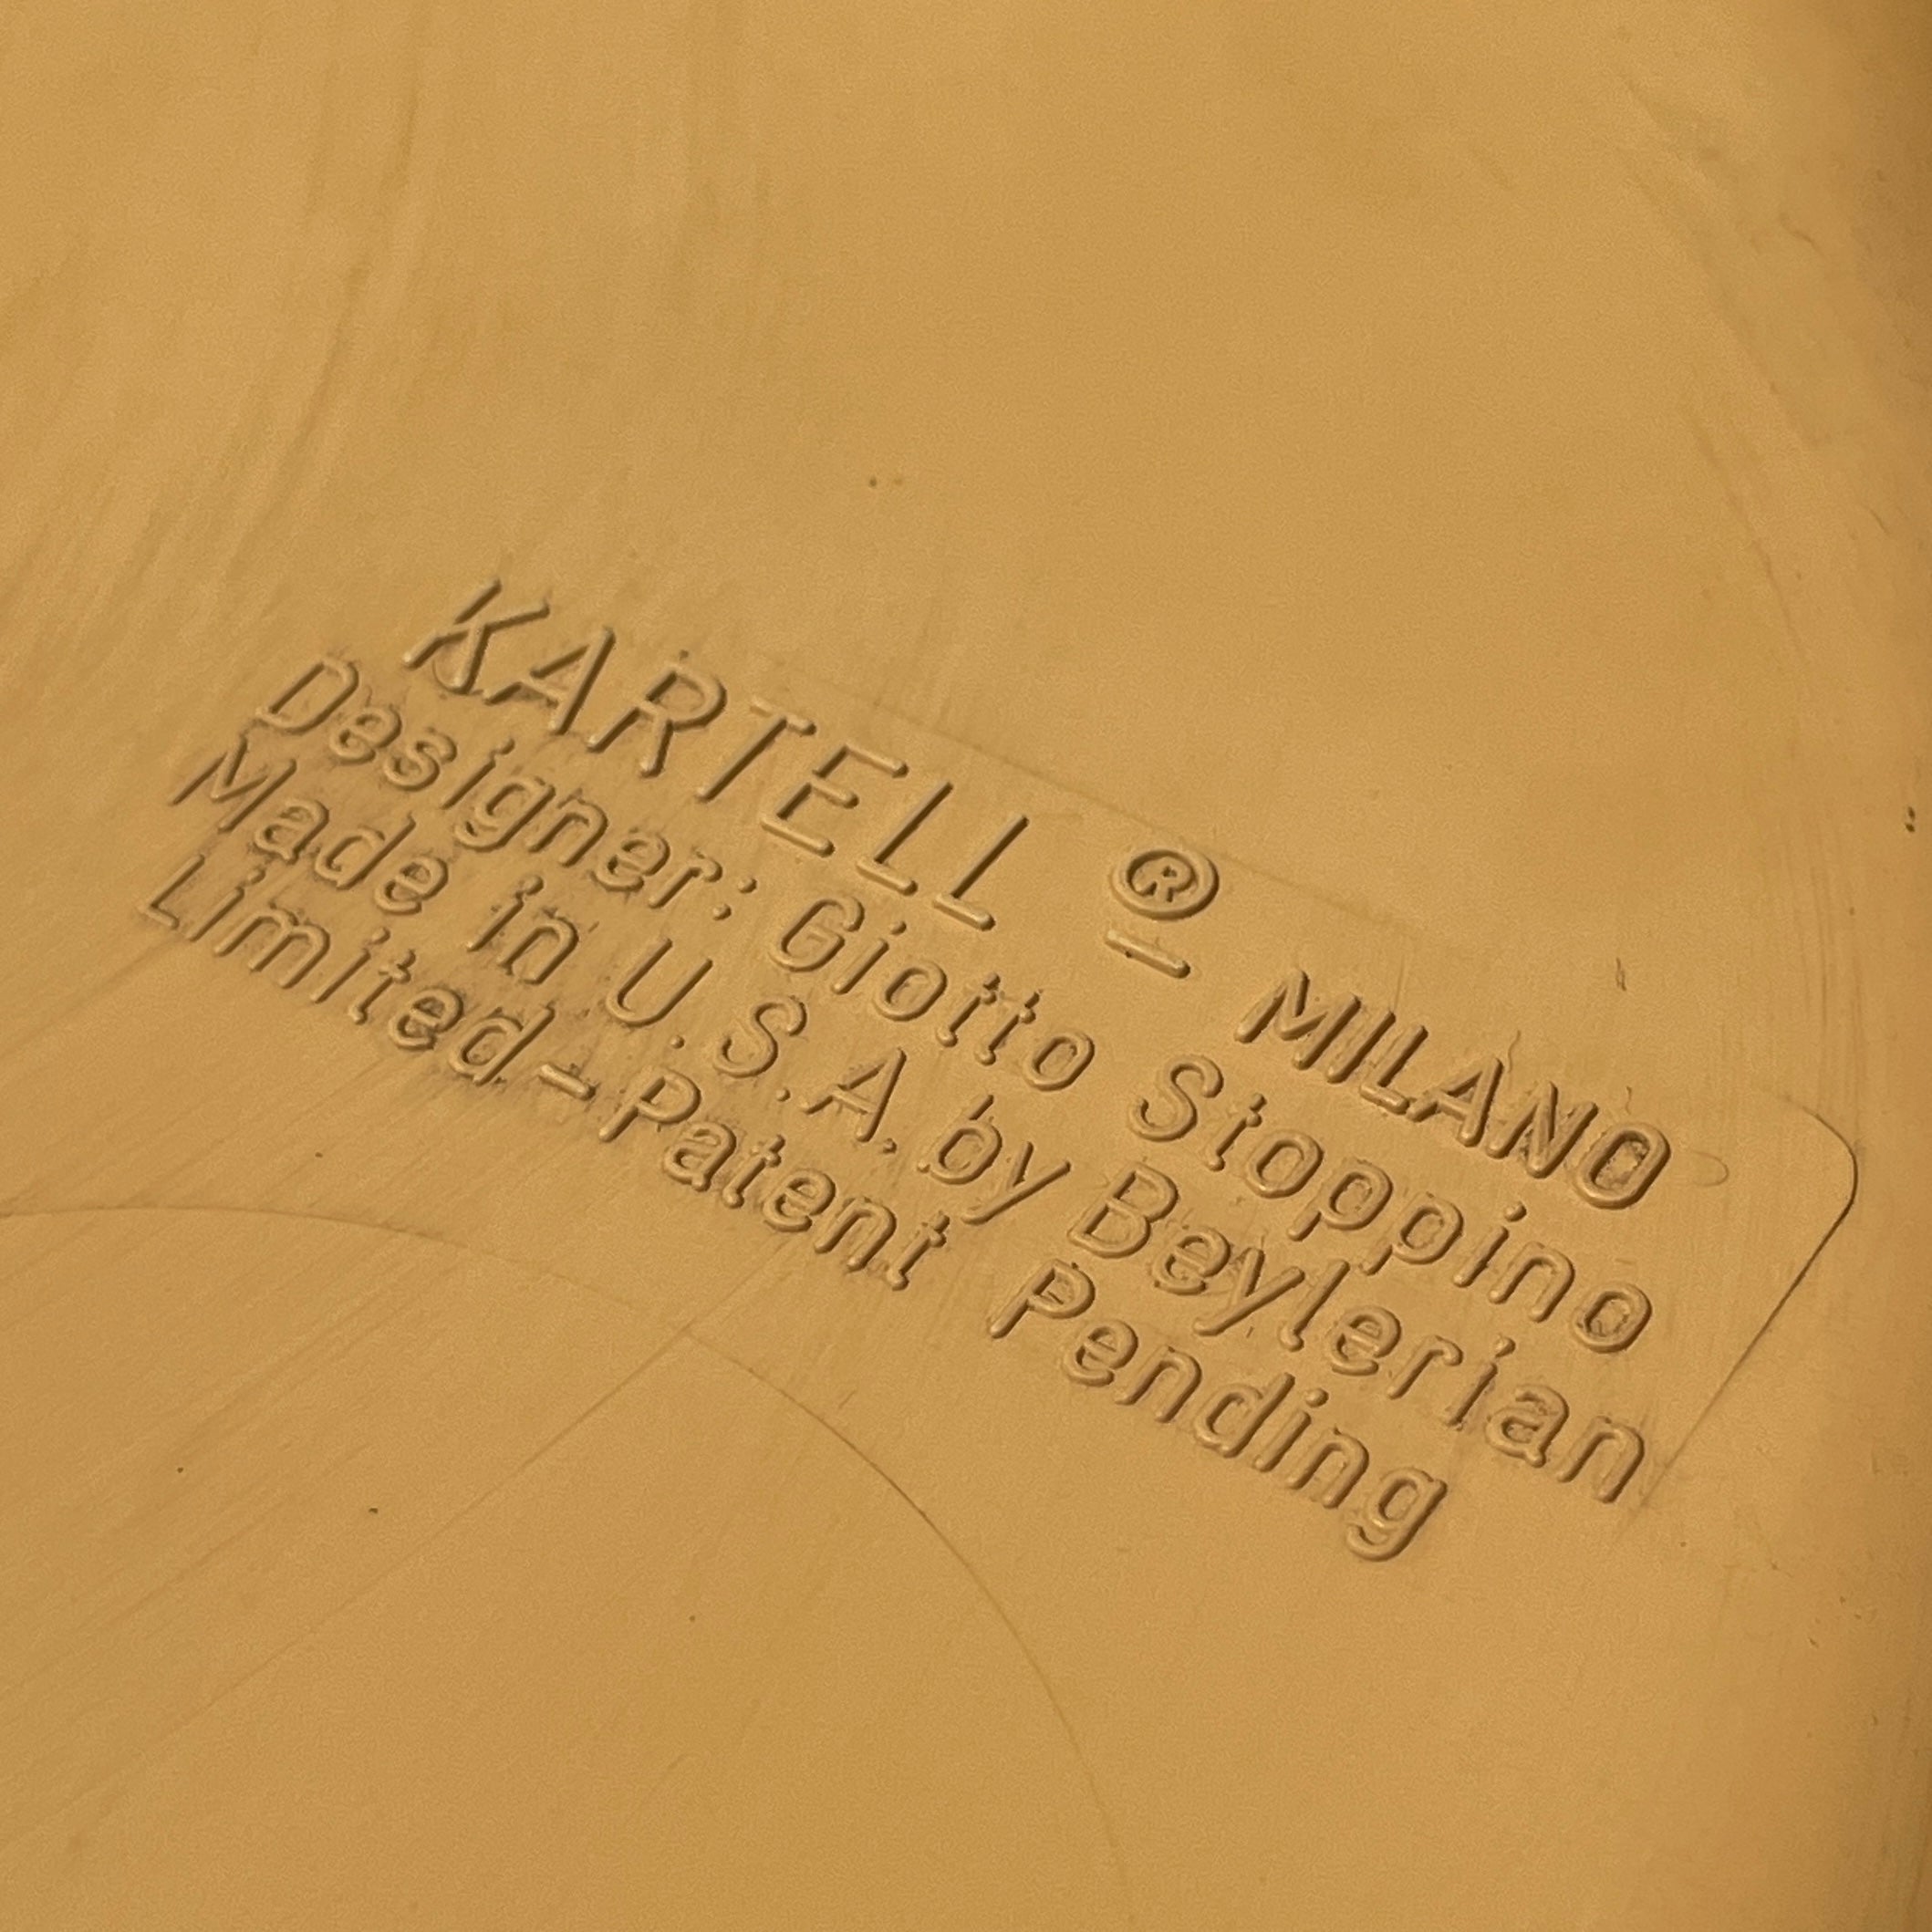 KARTELL ® MILANO
Designer: Giotto Stoppino
Made in U.S.A. by Beylerian
Limited-Patent Pending